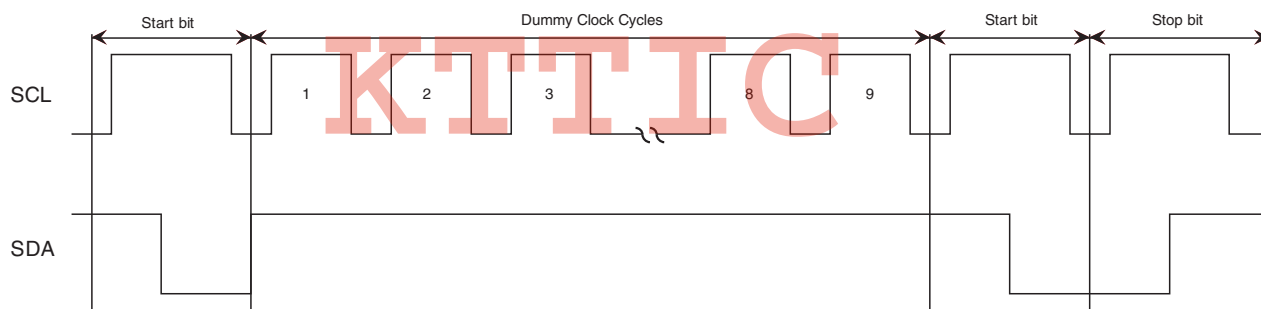 Start bit
Dummy Clock Cycles
Start bit
Stop bit
KTTIC
SCL
1
2
3
8
9
SDA